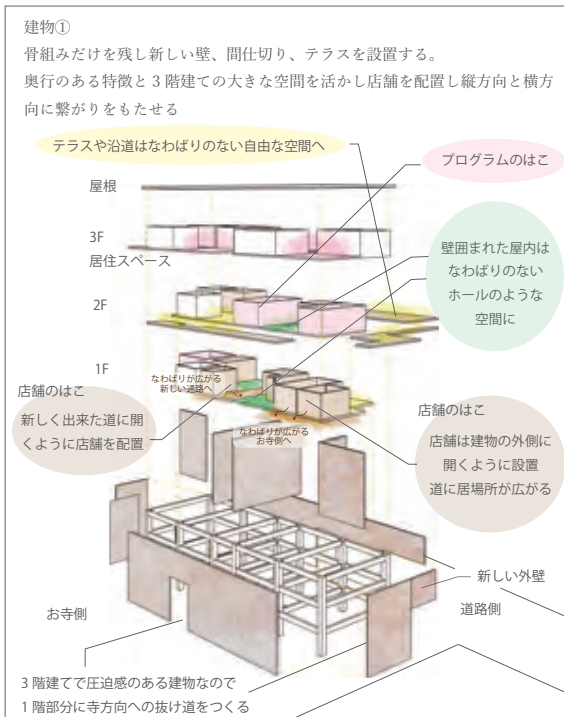 建物①
骨組みだけを残し新しい壁、間仕切り、テラスを設置する。
奥行のある特徴と3階建ての大きな空間を活かし店舗を配置し縦方向と横方
向に繋がりをもたせる
テラスや沿道はなわばりのない自由な空間へ
プログラムのはこ
屋根
3F
居住スペース
壁囲まれた屋内は
なわばりのない
ホールのような
空間に
2F
1F
なわばりが広がる
新しい通路へ
店舗のはこ
新しく出来た道に開
くように店舗を配置
なわばりが広がる
お寺側へ
店舗のはこ
店舗は建物の外側に
開くように設置
道に居場所が広がる
新しい外壁
お寺側
道路側
3階建てで圧迫感のある建物なので
1階部分に寺方向への抜け道をつくる